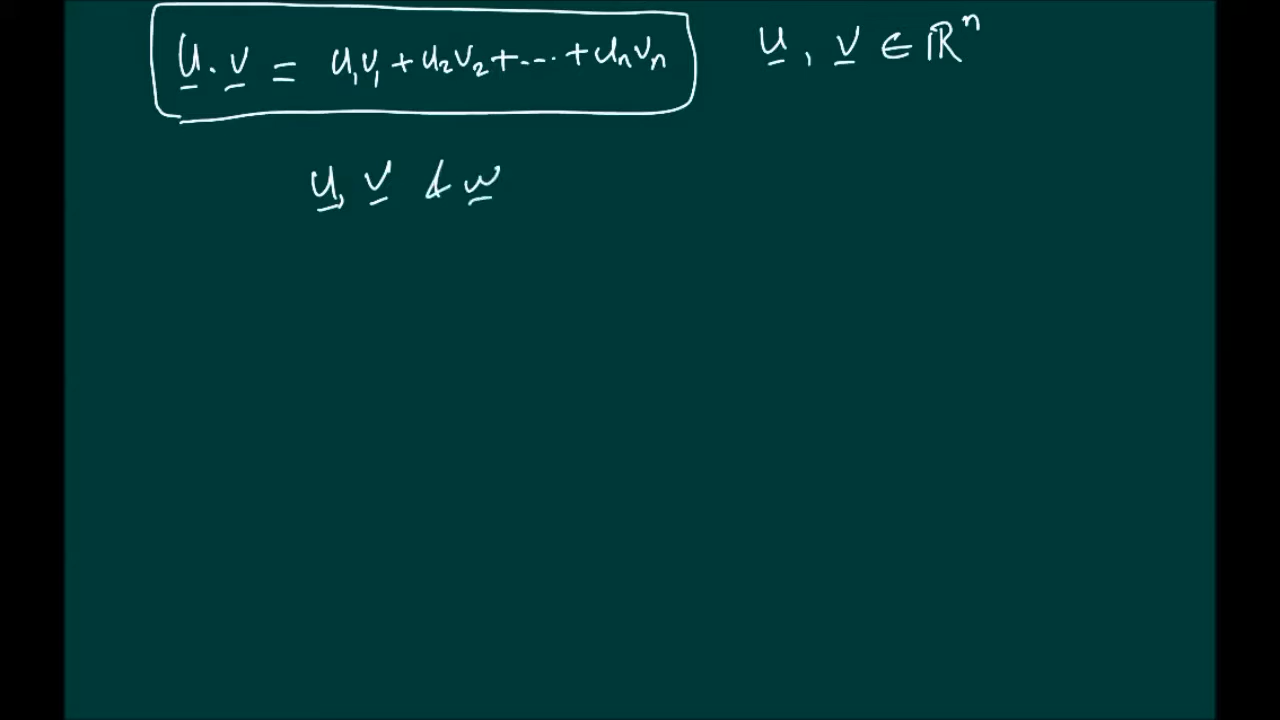 u . v = u₁v₁ + u₂v₂ + ... + uₙvₙ u , v ∈ ℝⁿ
u, v & w